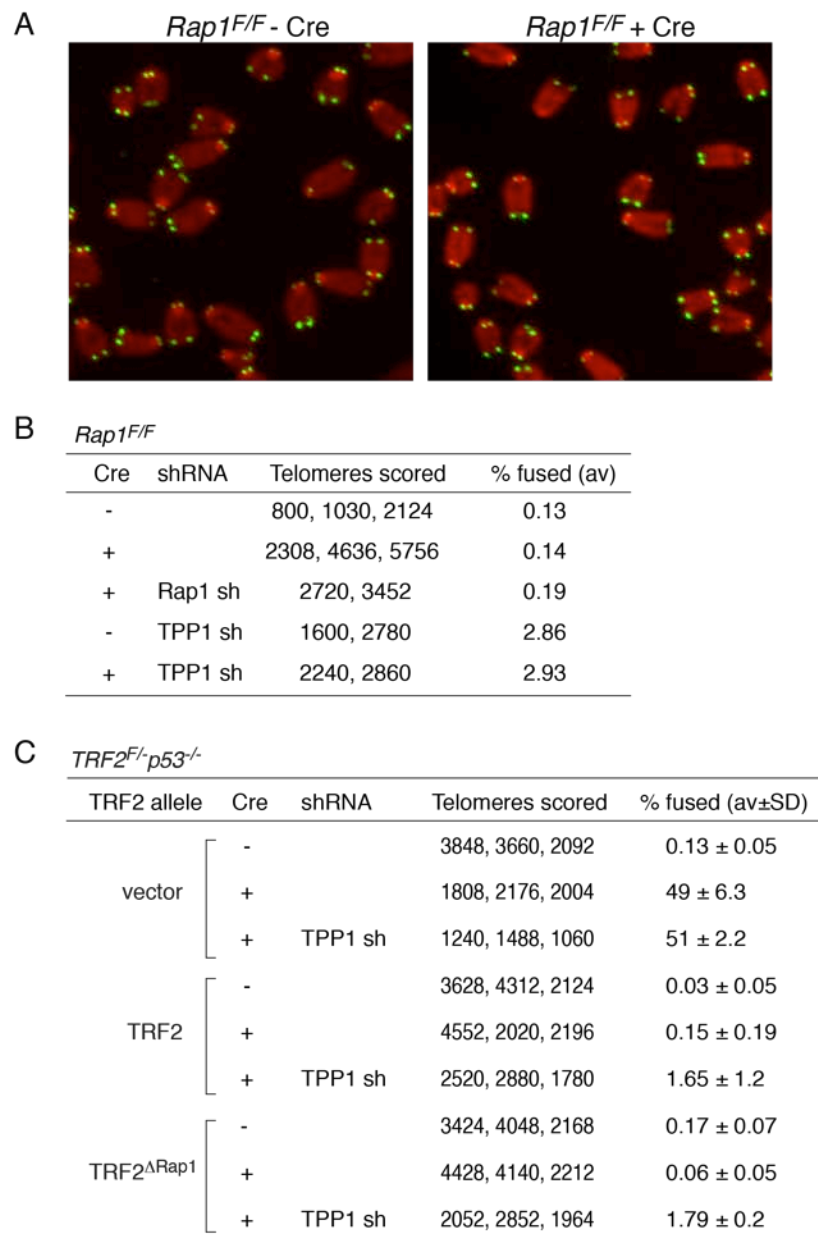 A
Rap1F/F - Cre Rap1F/F + Cre
B
Rap1F/F
Cre shRNA Telomeres scored % fused (av)
- 800, 1030, 2124 0.13
+ 2308, 4636, 5756 0.14
+ Rap1 sh 2720, 3452 0.19
- TPP1 sh 1600, 2780 2.86
+ TPP1 sh 2240, 2860 2.93
C
TRF2F/-p53-/-
TRF2 allele Cre shRNA Telomeres scored % fused (av±SD)
- 3848, 3660, 2092 0.13 ± 0.05
vector + 1808, 2176, 2004 49 ± 6.3
+ TPP1 sh 1240, 1488, 1060 51 ± 2.2
- 3628, 4312, 2124 0.03 ± 0.05
TRF2 + 4552, 2020, 2196 0.15 ± 0.19
+ TPP1 sh 2520, 2880, 1780 1.65 ± 1.2
- 3424, 4048, 2168 0.17 ± 0.07
TRF2ΔRap1 + 4428, 4140, 2212 0.06 ± 0.05
+ TPP1 sh 2052, 2852, 1964 1.79 ± 0.2